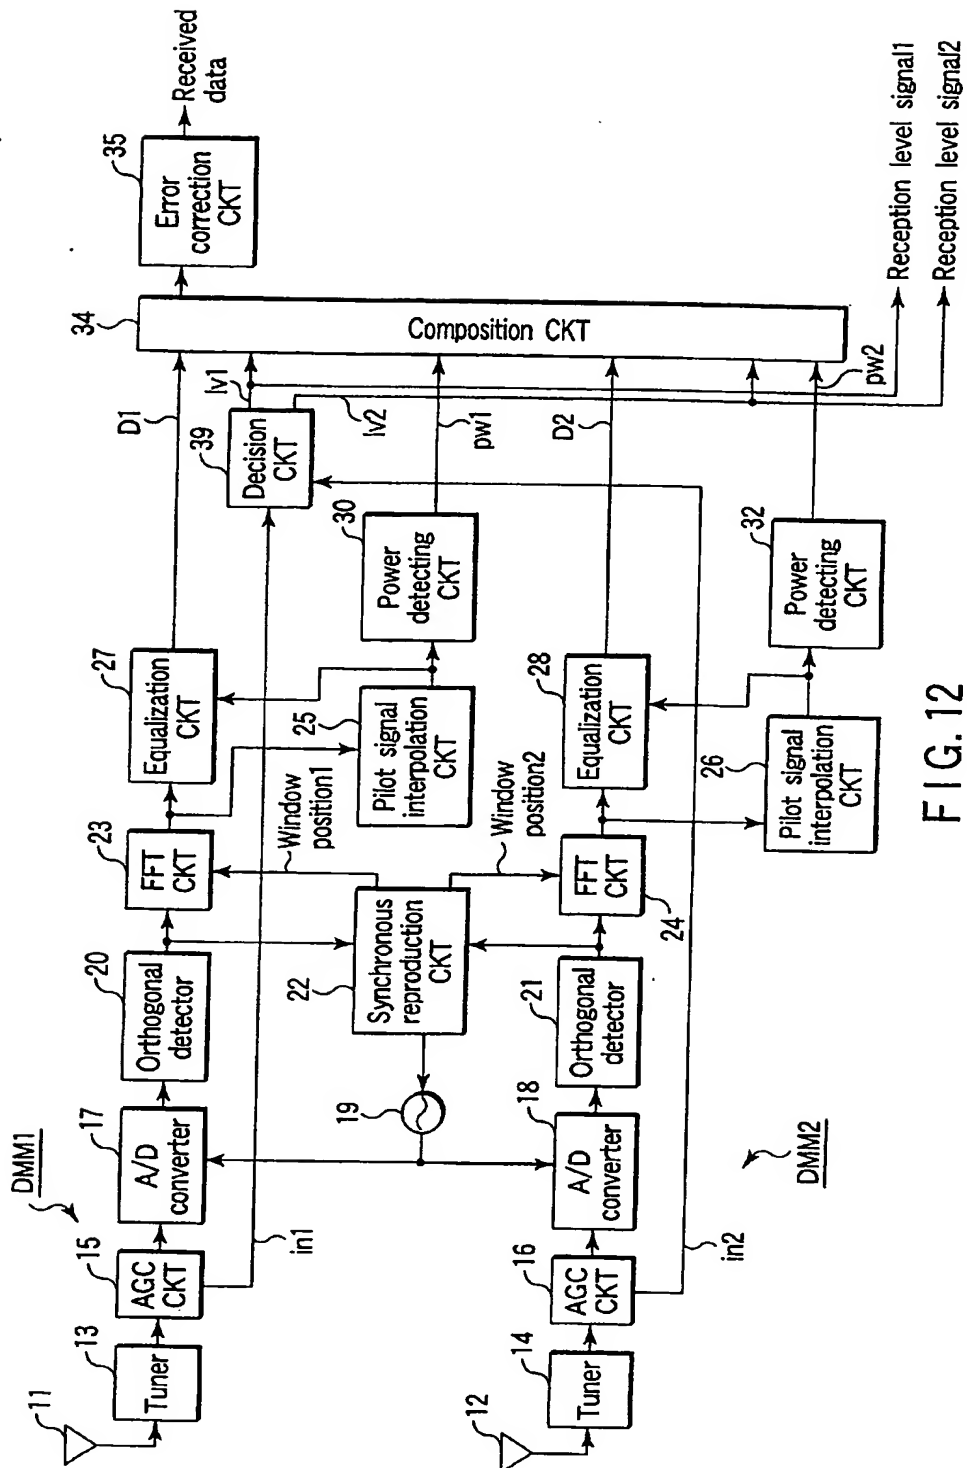 DMM1
11
13
Tuner
15
AGC
CKT
in1
17
A/D
converter
20
Orthogonal
detector
23
FFT
CKT
27
Equalization
CKT
D1
Window
position1
25
Pilot signal
interpolation
CKT
30
Power
detecting
CKT
pw1
39
Decision
CKT
lv1
lv2
34
Composition CKT
35
Error
correction
CKT
Received
data
19
22
Synchronous
reproduction
CKT
Window
position2
12
14
Tuner
16
AGC
CKT
in2
18
A/D
converter
21
Orthogonal
detector
24
FFT
CKT
28
Equalization
CKT
D2
26
Pilot signal
interpolation
CKT
32
Power
detecting
CKT
pw2
Reception level signal1
Reception level signal2
DMM2
FIG. 12